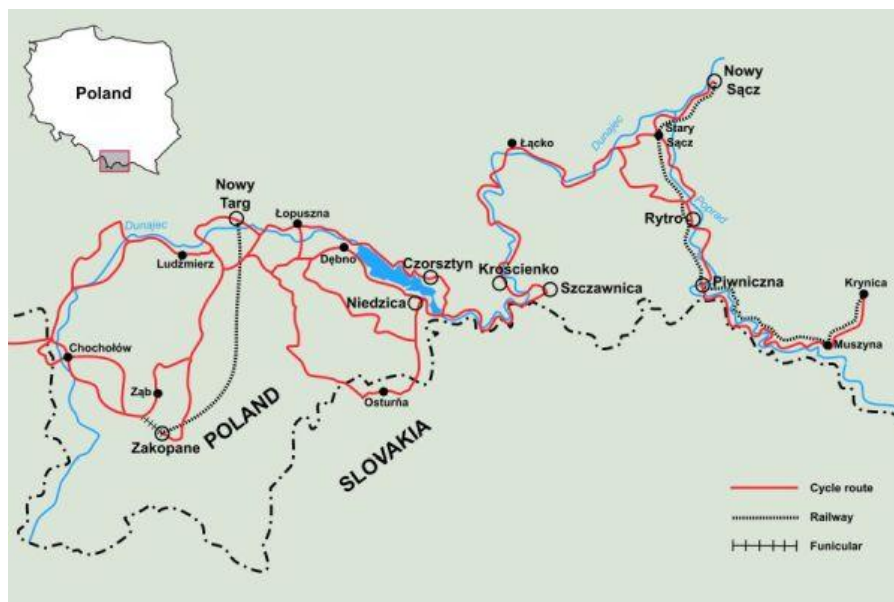 Poland
Nowy
Sącz
Dunajec
Łącko
Stary
Sącz
Nowy
Targ
Łopuszna
Dunajec
Rytro
Poprad
Ludźmierz
Dębno
Czorsztyn
Krościenko
Szczawnica
Piwniczna
Krynica
Niedzica
Chochołów
Muszyna
Ząb
Osturňa
Zakopane
POLAND
SLOVAKIA
Cycle route
Railway
Funicular